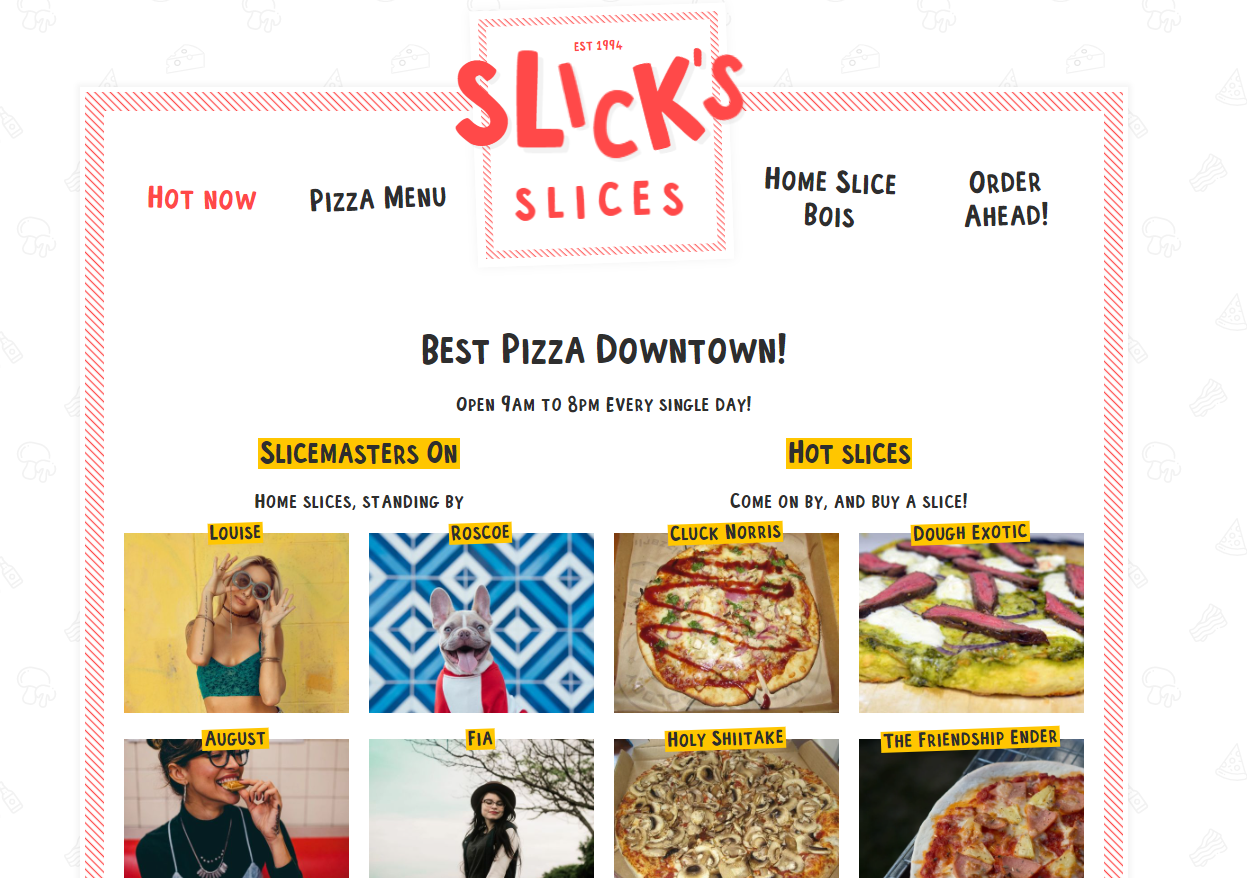 EST 1994
SLICK'S
SLICES
Hot now
Pizza Menu
Home Slice
Bois
Order
Ahead!
Best Pizza Downtown!
Open 9am to 8pm Every single day!
Slicemasters On
Hot slices
Home slices, standing by
Come on by, and buy a slice!
Louise
Roscoe
Cluck Norris
Dough Exotic
August
Fia
Holy Shiitake
The Friendship Ender